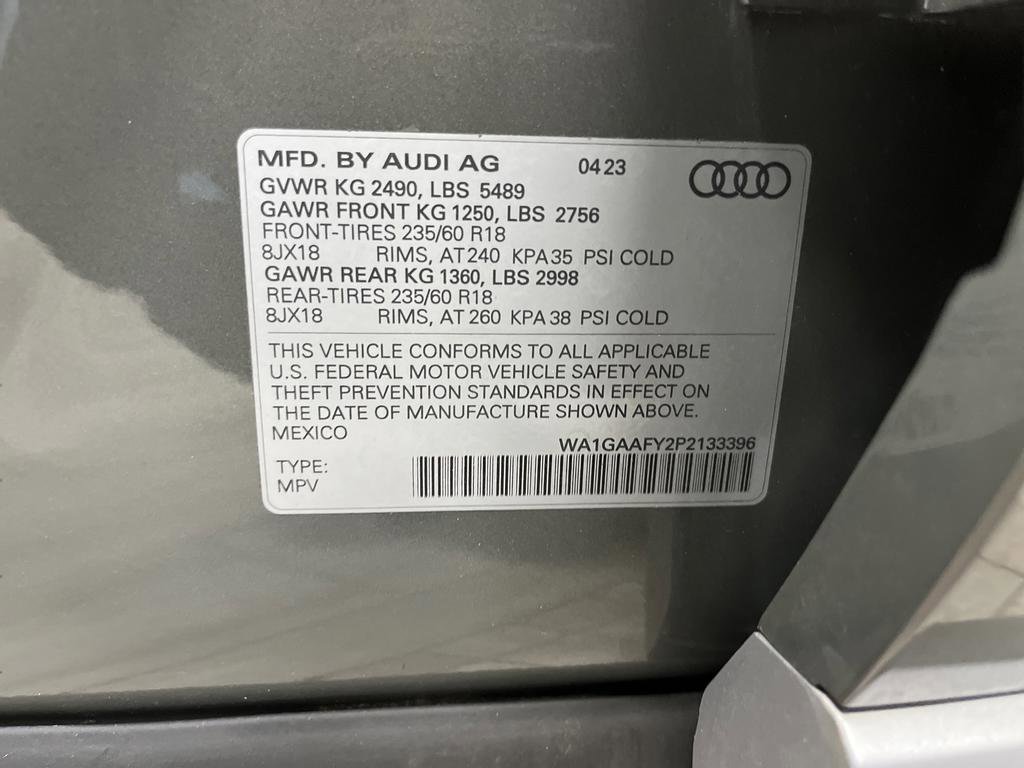 MFD. BY AUDI AG 04 23
GVWR KG 2490, LBS 5489
GAWR FRONT KG 1250, LBS 2756
FRONT-TIRES 235/60 R18
8JX18 RIMS, AT 240 KPA 35 PSI COLD
GAWR REAR KG 1360, LBS 2998
REAR-TIRES 235/60 R18
8JX18 RIMS, AT 260 KPA 38 PSI COLD
THIS VEHICLE CONFORMS TO ALL APPLICABLE
U.S. FEDERAL MOTOR VEHICLE SAFETY AND
THEFT PREVENTION STANDARDS IN EFFECT ON
THE DATE OF MANUFACTURE SHOWN ABOVE.
MEXICO
WA1GAAFY2P2133396
TYPE:
MPV